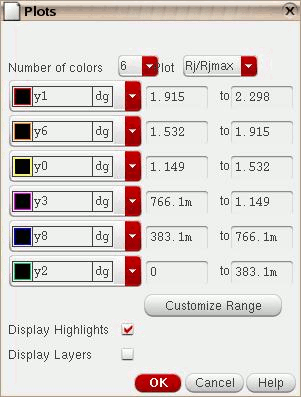 Plots
Number of colors 6 Plot Rj/Rjmax
y1 dg 1.915 to 2.298
y6 dg 1.532 to 1.915
y0 dg 1.149 to 1.532
y3 dg 766.1m to 1.149
y8 dg 383.1m to 766.1m
y2 dg 0 to 383.1m
Customize Range
Display Highlights
Display Layers
OK Cancel Help